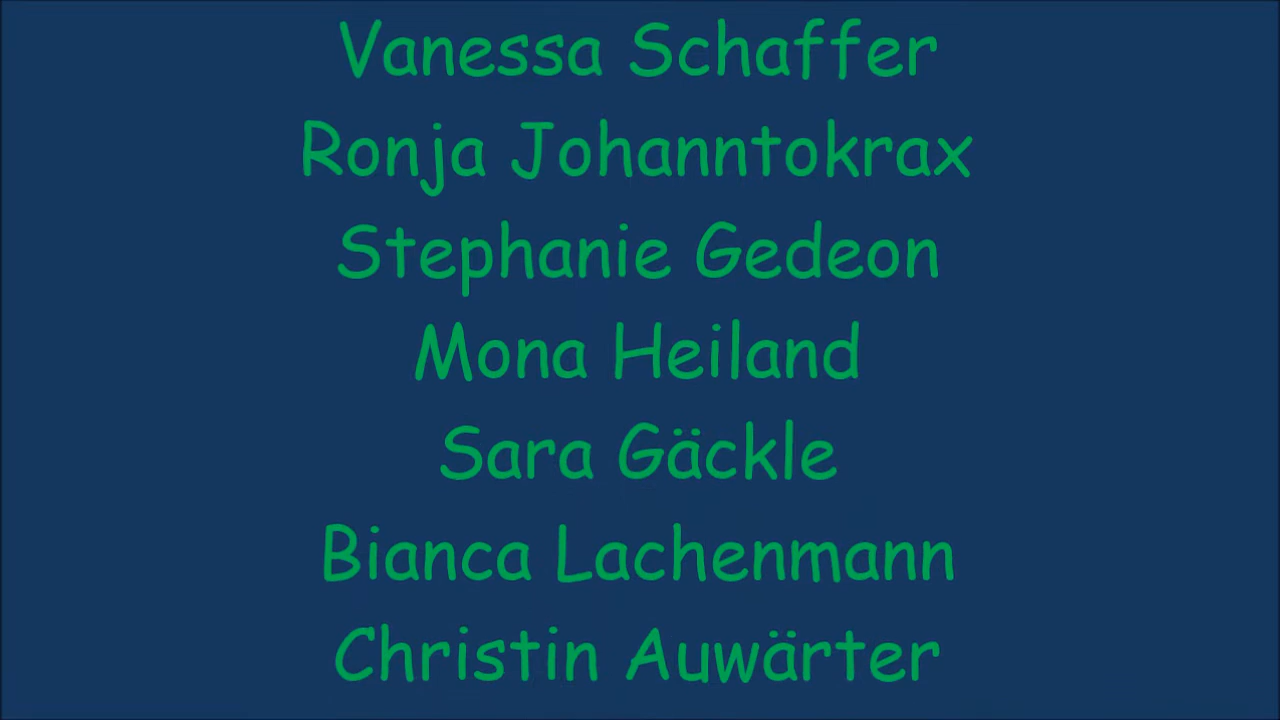 Vanessa Schaffer
Ronja Johanntokrax
Stephanie Gedeon
Mona Heiland
Sara Gäckle
Bianca Lachenmann
Christin Auwärter